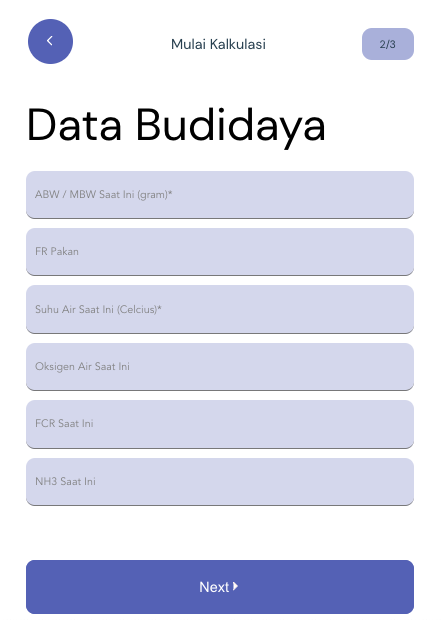 Mulai Kalkulasi
2/3
Data Budidaya
ABW / MBW Saat Ini (gram)*
FR Pakan
Suhu Air Saat Ini (Celcius)*
Oksigen Air Saat Ini
FCR Saat Ini
NH3 Saat Ini
Next